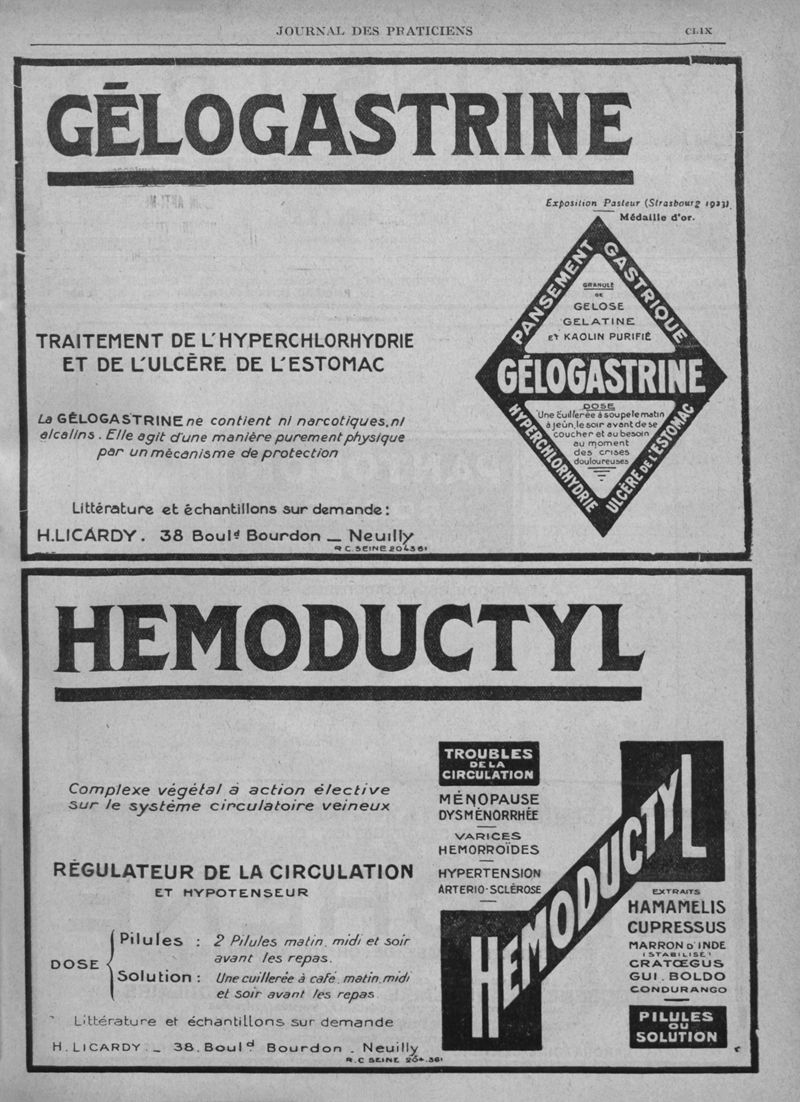 JOURNAL DES PRATICIENS
CLIX
GÉLOGASTRINE
Exposition Pasteur (Strasbourg 1923).
Médaille d'or.
TRAITEMENT DE L'HYPERCHLORHYDRIE
ET DE L'ULCÈRE DE L'ESTOMAC
La GÉLOGASTRINE ne contient ni narcotiques, ni
alcalins. Elle agit d'une manière purement physique
par un mécanisme de protection
Littérature et échantillons sur demande:
H. LICARDY. 38 Boulᵈ Bourdon _ Neuilly
R.C. SEINE 204361
PANSEMENT GASTRIQUE
GRANULÉ
DE
GELOSE
GELATINE
ET KAOLIN PURIFIÉ
GÉLOGASTRINE
DOSE
Une Cuillerée à soupe le matin
à jeûn, le soir avant de se
coucher et au besoin
au moment
des crises
douloureuses
HYPERCHLORHYDRIE
ULCÈRE DE L'ESTOMAC
HEMODUCTYL
Complexe végétal à action élective
sur le système circulatoire veineux
RÉGULATEUR DE LA CIRCULATION
ET HYPOTENSEUR
DOSE
Pilules : 2 Pilules matin, midi et soir
avant les repas.
Solution : Une cuillerée à café, matin, midi
et soir avant les repas.
Littérature et échantillons sur demande
H. LICARDY. _ 38. Boulᵈ Bourdon. Neuilly
R.C SEINE 204.361
TROUBLES
DE LA
CIRCULATION
MÉNOPAUSE
DYSMÉNORRHÉE
VARICES
HEMORROÏDES
HYPERTENSION
ARTERIO-SCLÉROSE
HEMODUCTYL
EXTRAITS
HAMAMELIS
CUPRESSUS
MARRON D'INDE
(STABILISÉ)
CRATŒGUS
GUI. BOLDO
CONDURANGO
PILULES
OU
SOLUTION